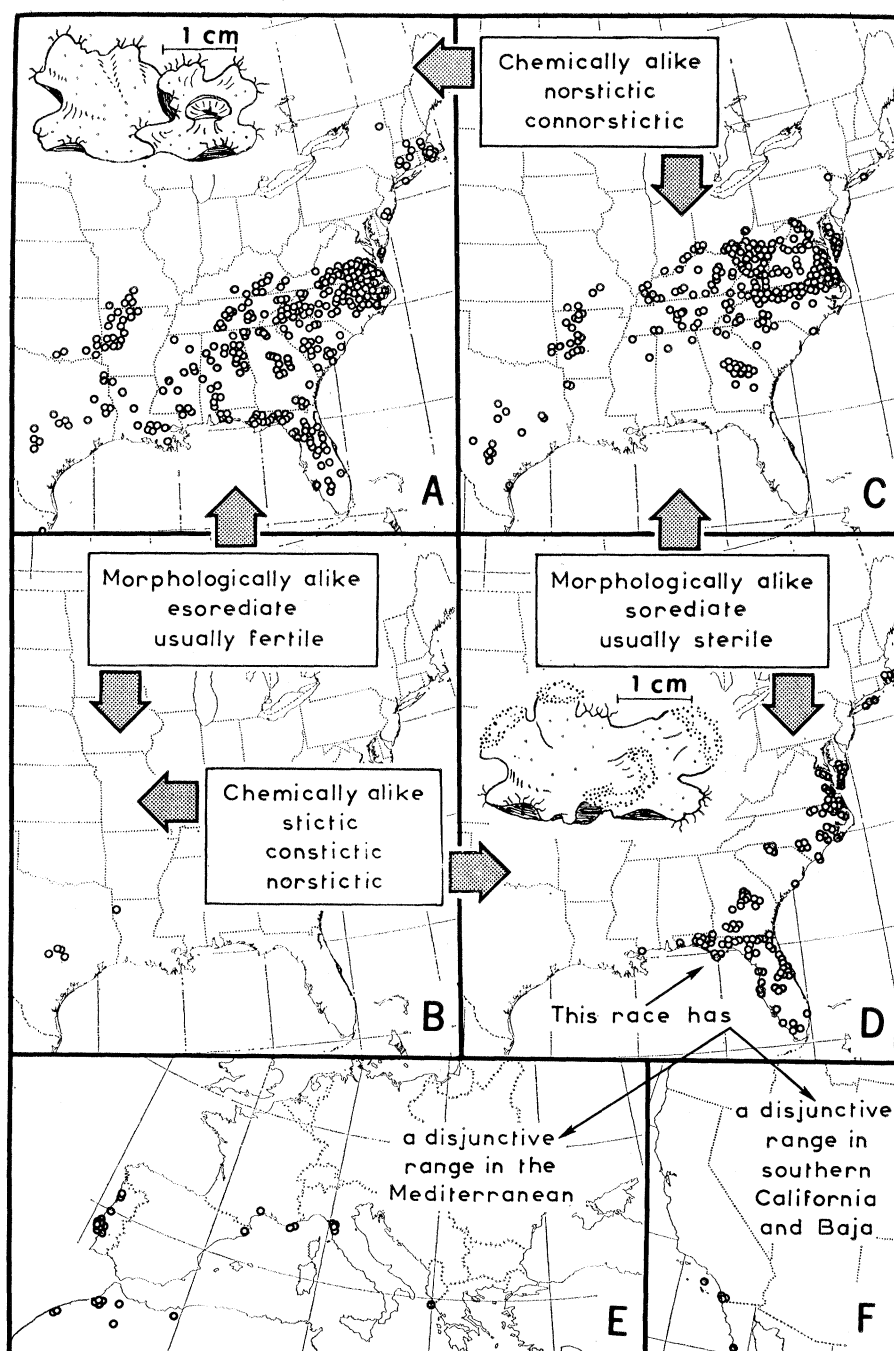 1 cm
Chemically alike
norstictic
connorstictic
A
C
Morphologically alike
esorediate
usually fertile
Morphologically alike
sorediate
usually sterile
1 cm
Chemically alike
stictic
constictic
norstictic
B
This race has
D
a disjunctive
range in the
Mediterranean
E
a disjunctive
range in
southern
California
and Baja
F